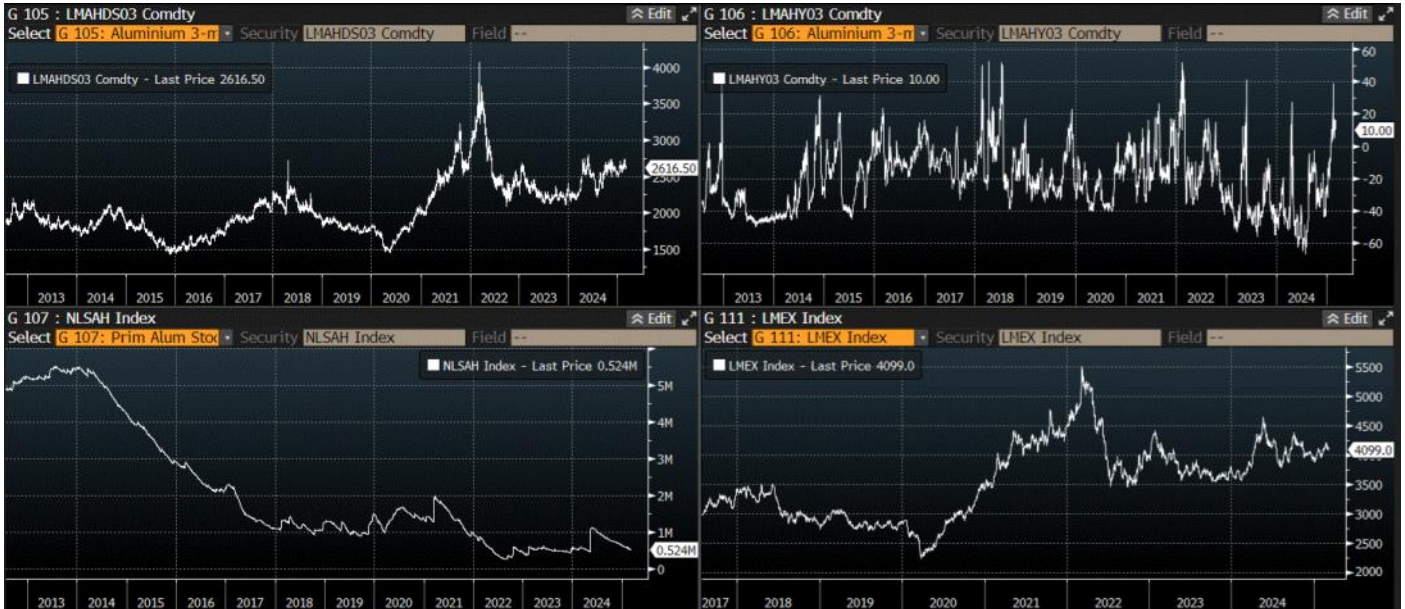 G 105 : LMAHDS03 Comdty
Edit
Select G 105: Aluminium 3-m Security LMAHDS03 Comdty Field --
LMAHDS03 Comdty - Last Price 2616.50
4000
3500
3000
2616.50
2500
2000
1500
2013 2014 2015 2016 2017 2018 2019 2020 2021 2022 2023 2024
G 106 : LMAHY03 Comdty
Edit
Select G 106: Aluminium 3-m Security LMAHY03 Comdty Field --
LMAHY03 Comdty - Last Price 10.00
60
40
20
10.00
0
-20
-40
-60
2013 2014 2015 2016 2017 2018 2019 2020 2021 2022 2023 2024
G 107 : NLSAH Index
Edit
Select G 107: Prim Alum Stoc Security NLSAH Index Field --
NLSAH Index - Last Price 0.524M
5M
4M
3M
2M
1M
0.524M
0
2013 2014 2015 2016 2017 2018 2019 2020 2021 2022 2023 2024
G 111 : LMEX Index
Edit
Select G 111: LMEX Index Security LMEX Index Field --
LMEX Index - Last Price 4099.0
5500
5000
4500
4099.0
4000
3500
3000
2500
2000
2017 2018 2019 2020 2021 2022 2023 2024